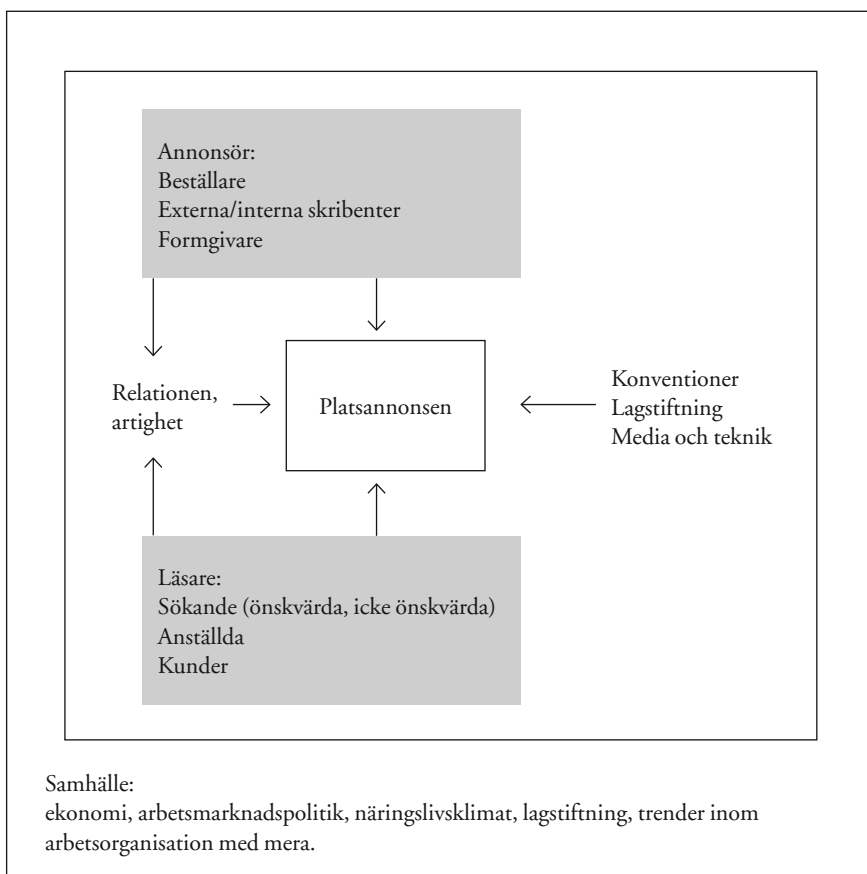 Annonsör:
Beställare
Externa/interna skribenter
Formgivare
Relationen,
artighet
Platsannonsen
Konventioner
Lagstiftning
Media och teknik
Läsare:
Sökande (önskvärda, icke önskvärda)
Anställda
Kunder
Samhälle:
ekonomi, arbetsmarknadspolitik, näringslivsklimat, lagstiftning, trender inom
arbetsorganisation med mera.